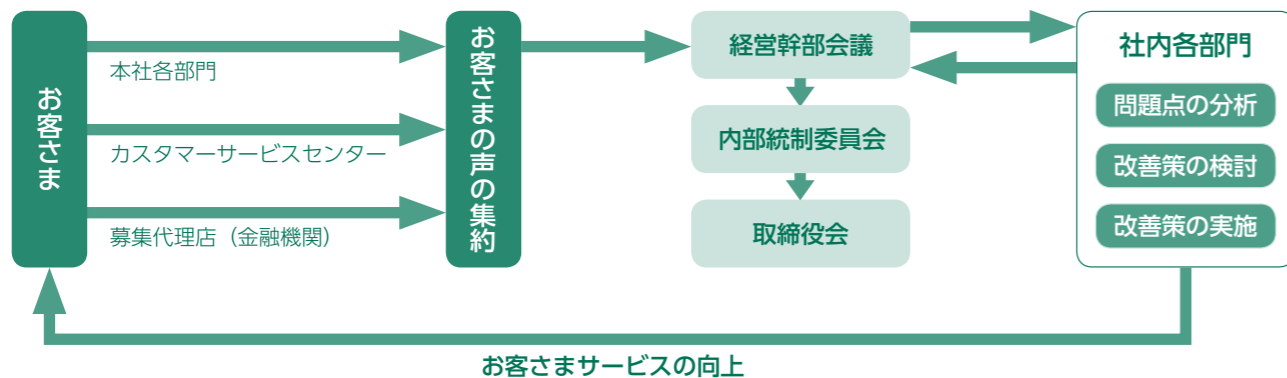 お客さま
本社各部門
カスタマーサービスセンター
募集代理店（金融機関）
お客さまの声の集約
経営幹部会議
内部統制委員会
取締役会
社内各部門
問題点の分析
改善策の検討
改善策の実施
お客さまサービスの向上